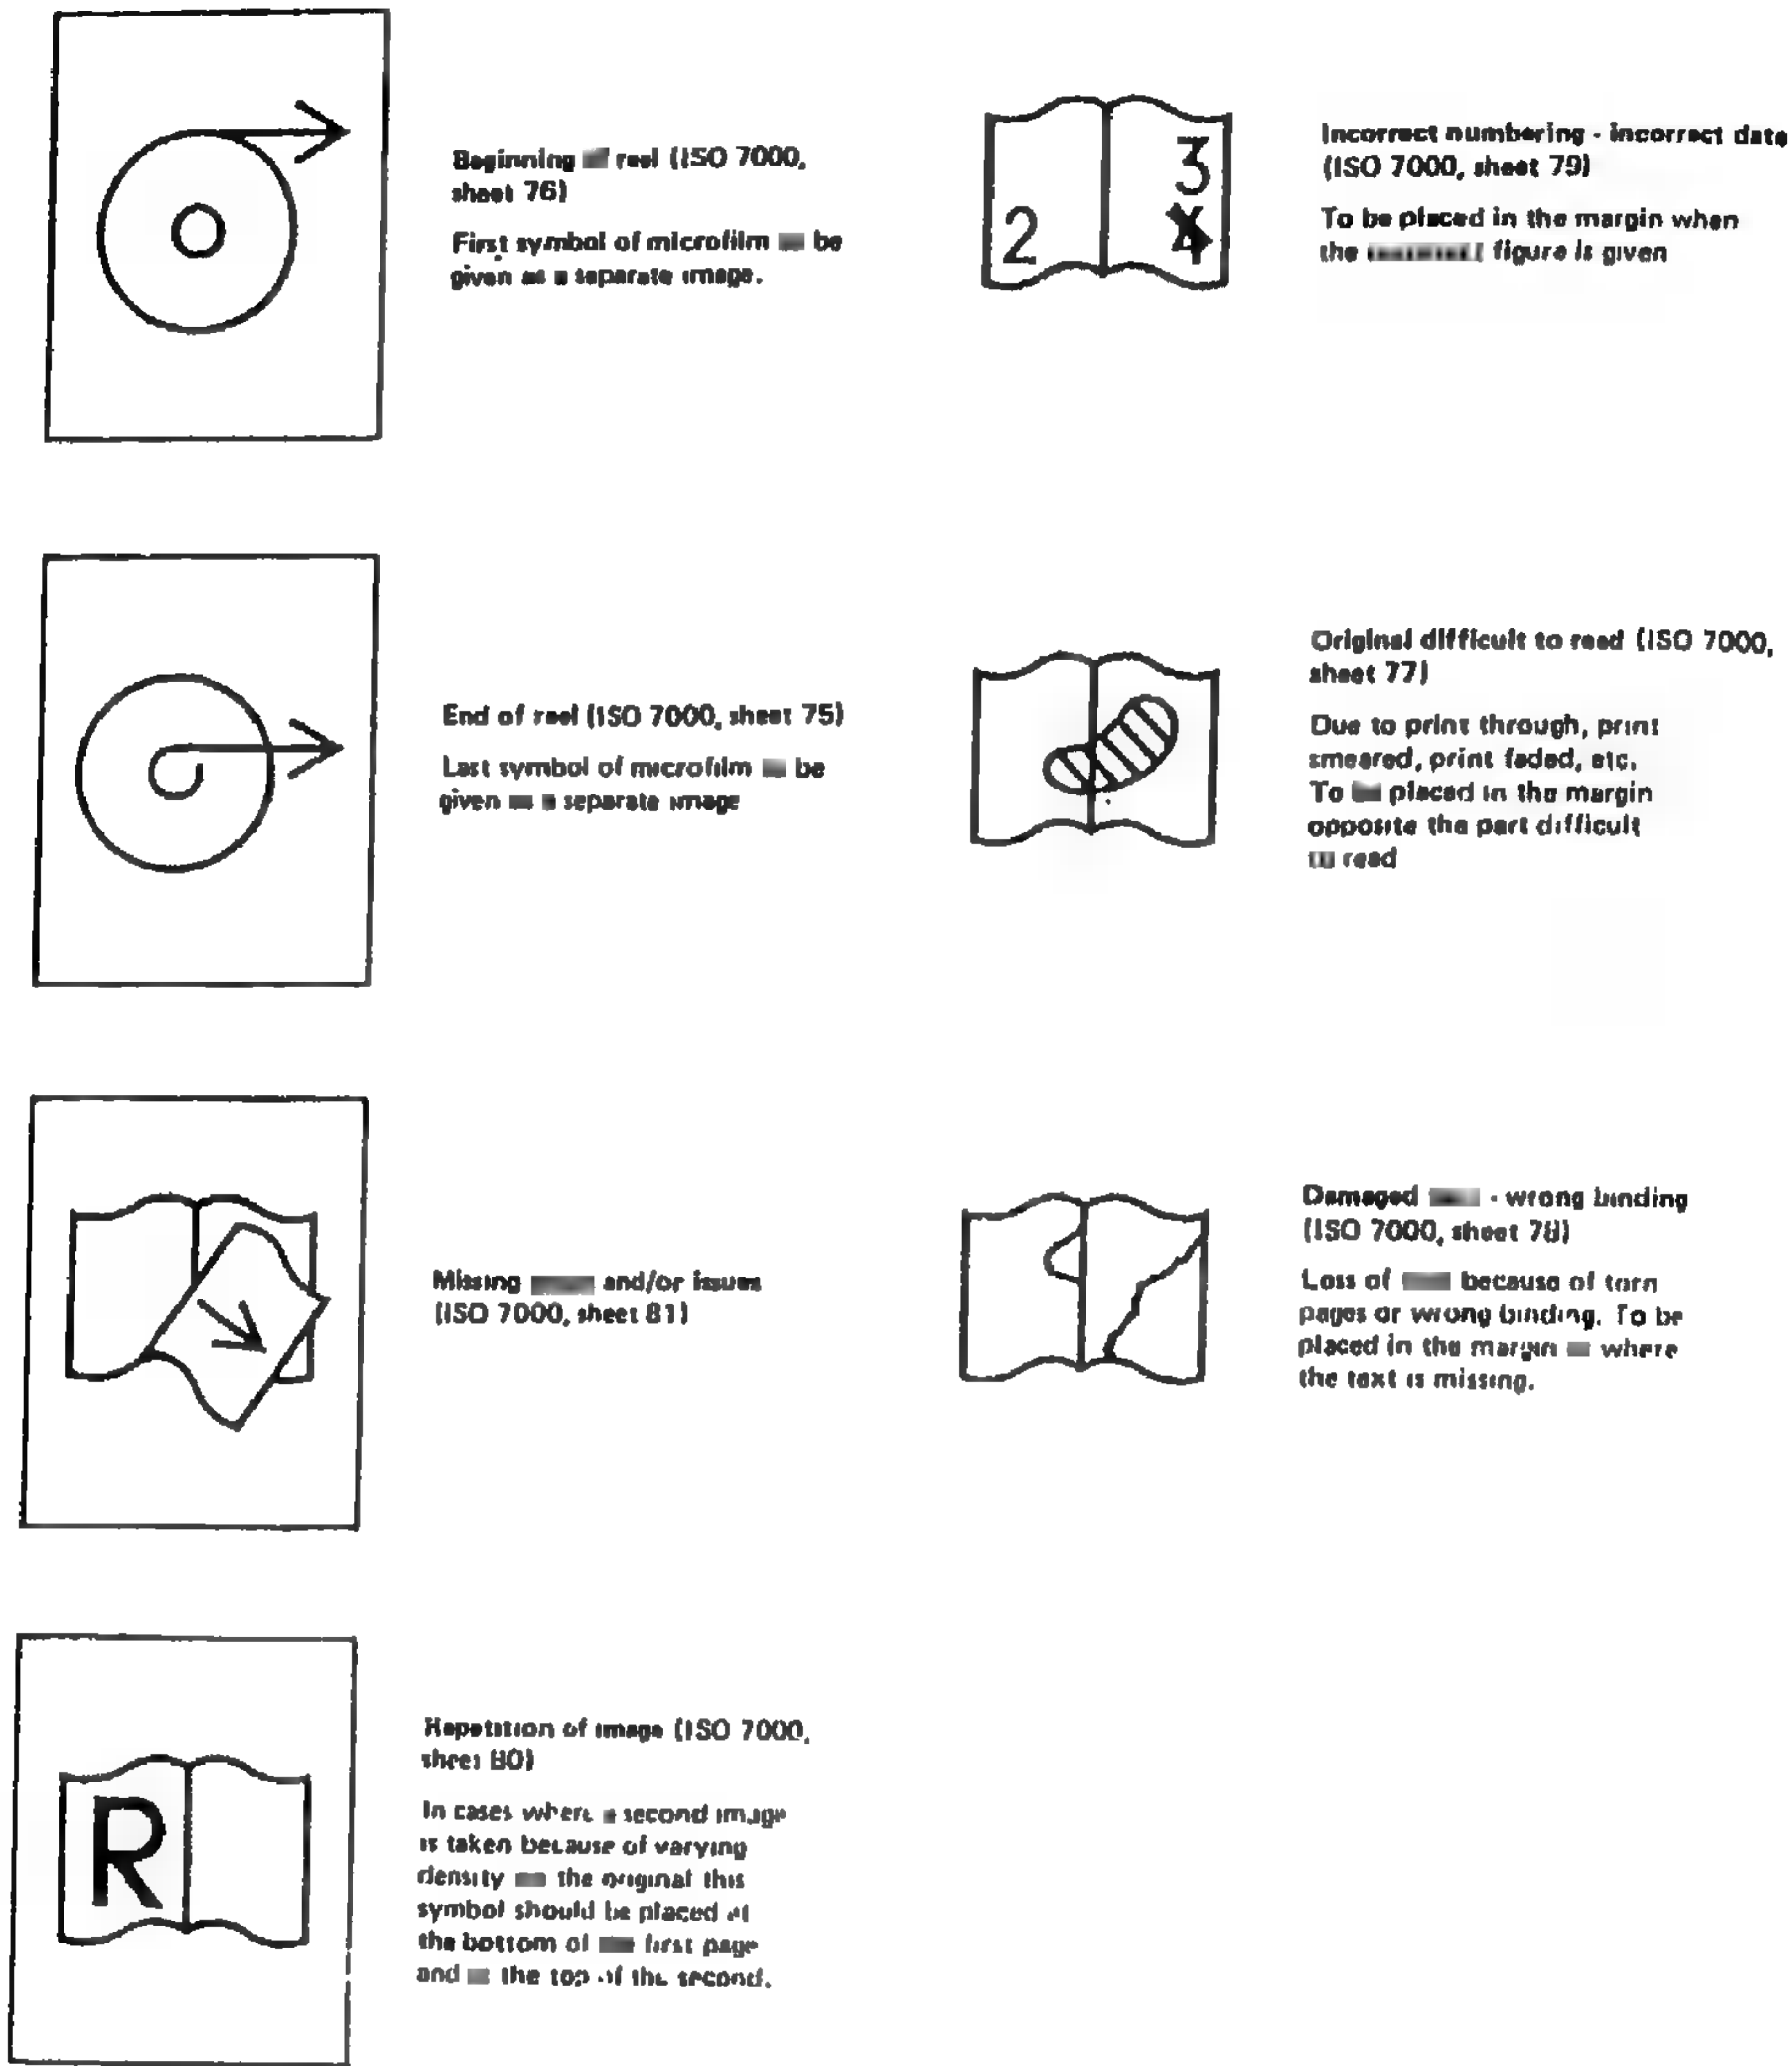 Beginning reel (ISO 7000,
sheet 76)
First symbol of microfilm be
given as a separate image.
End of reel (ISO 7000, sheet 75)
Last symbol of microfilm be
given a separate image
Missing and/or issues
(ISO 7000, sheet 81)
R
Repetition of image (ISO 7000,
sheet 80)
In cases where a second image
is taken because of varying
density the original this
symbol should be placed at
the bottom of first page
and the top of the second.
2
3
4
Incorrect numbering - incorrect date
(ISO 7000, sheet 79)
To be placed in the margin when
the figure is given
Original difficult to read (ISO 7000,
sheet 77)
Due to print through, print
smeared, print faded, etc.
To placed in the margin
opposite the part difficult
read
Damaged - wrong binding
(ISO 7000, sheet 78)
Loss of because of torn
pages or wrong binding. To be
placed in the margin where
the text is missing.